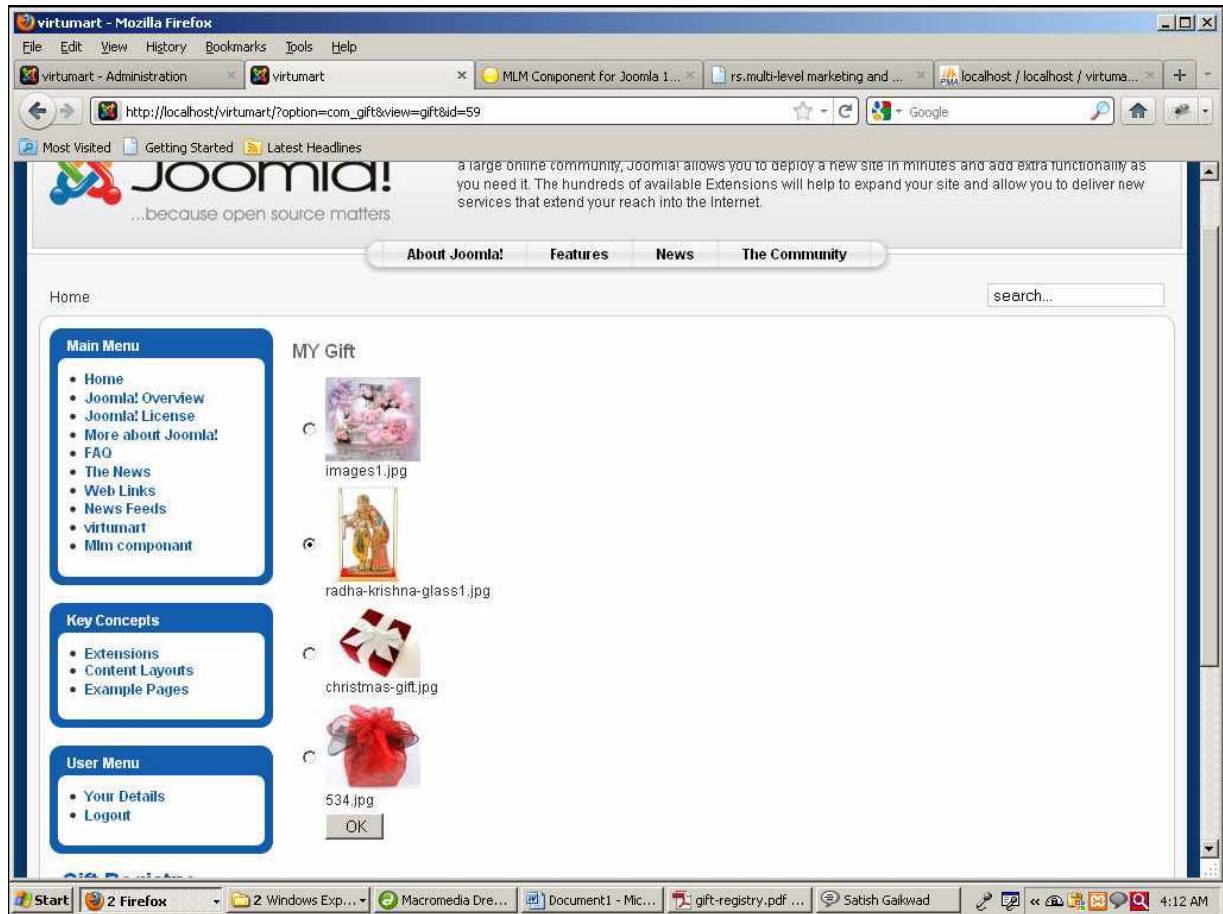 virtumart - Mozilla Firefox
File Edit View History Bookmarks Tools Help
virtumart - Administration
virtumart
MLM Component for Joomla 1...
rs.multi-level marketing and ...
localhost / localhost / virtuma...
http://localhost/virtumart/?option=com_gift&view=gift&id=59
Google
Most Visited Getting Started Latest Headlines
Joomla!
...because open source matters
a large online community, Joomla! allows you to deploy a new site in minutes and add extra functionality as
you need it. The hundreds of available Extensions will help to expand your site and allow you to deliver new
services that extend your reach into the Internet.
About Joomla! Features News The Community
Home
search...
Main Menu
Home
Joomla! Overview
Joomla! License
More about Joomla!
FAQ
The News
Web Links
News Feeds
virtumart
Mlm componant
Key Concepts
Extensions
Content Layouts
Example Pages
User Menu
Your Details
Logout
Gift Registry
MY Gift
images1.jpg
radha-krishna-glass1.jpg
christmas-gift.jpg
534.jpg
OK
Start
2 Firefox
2 Windows Exp...
Macromedia Dre...
Document1 - Mic...
gift-registry.pdf ...
Satish Gaikwad
4:12 AM